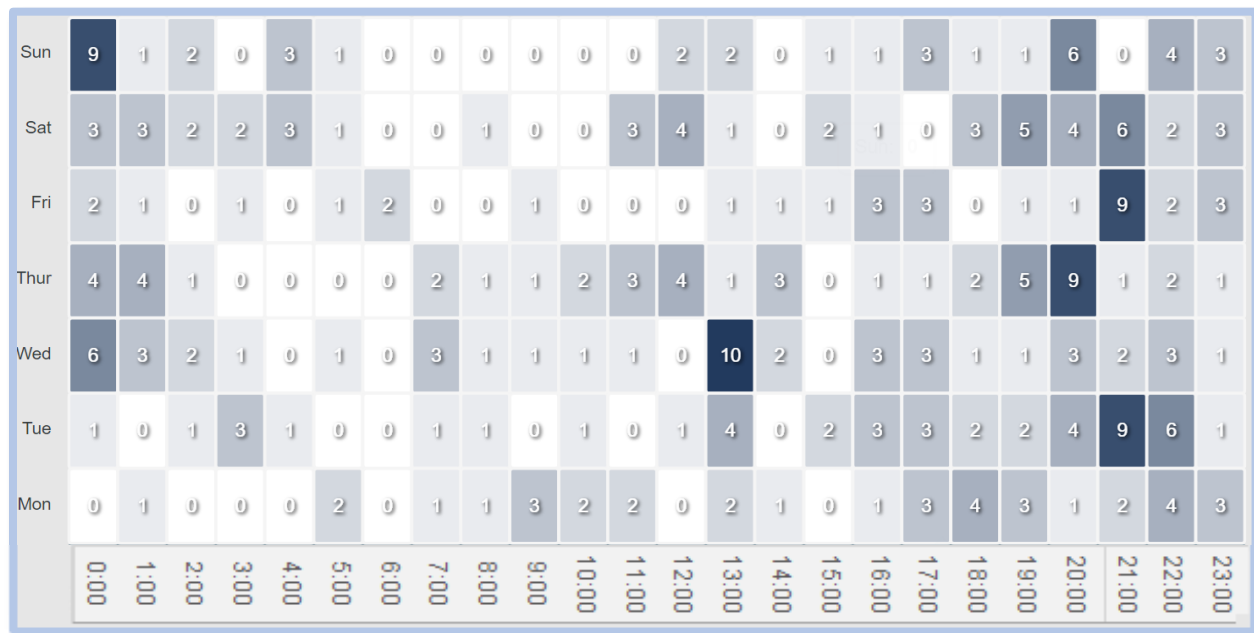 Sun 9 1 2 0 3 1 0 0 0 0 0 0 2 2 0 1 1 3 1 1 6 0 4 3
Sat 3 3 2 2 3 1 0 0 1 0 0 3 4 1 0 2 1 0 3 5 4 6 2 3
Fri 2 1 0 1 0 1 2 0 0 1 0 0 0 1 1 1 3 3 0 1 1 9 2 3
Thur 4 4 1 0 0 0 0 2 1 1 2 3 4 1 3 0 1 1 2 5 9 1 2 1
Wed 6 3 2 1 0 1 0 3 1 1 1 1 0 10 2 0 3 3 1 1 3 2 3 1
Tue 1 0 1 3 1 0 0 1 1 0 1 0 1 4 0 2 3 3 2 2 4 9 6 1
Mon 0 1 0 0 0 2 0 1 1 3 2 2 0 2 1 0 1 3 4 3 1 2 4 3
0:00 1:00 2:00 3:00 4:00 5:00 6:00 7:00 8:00 9:00 10:00 11:00 12:00 13:00 14:00 15:00 16:00 17:00 18:00 19:00 20:00 21:00 22:00 23:00